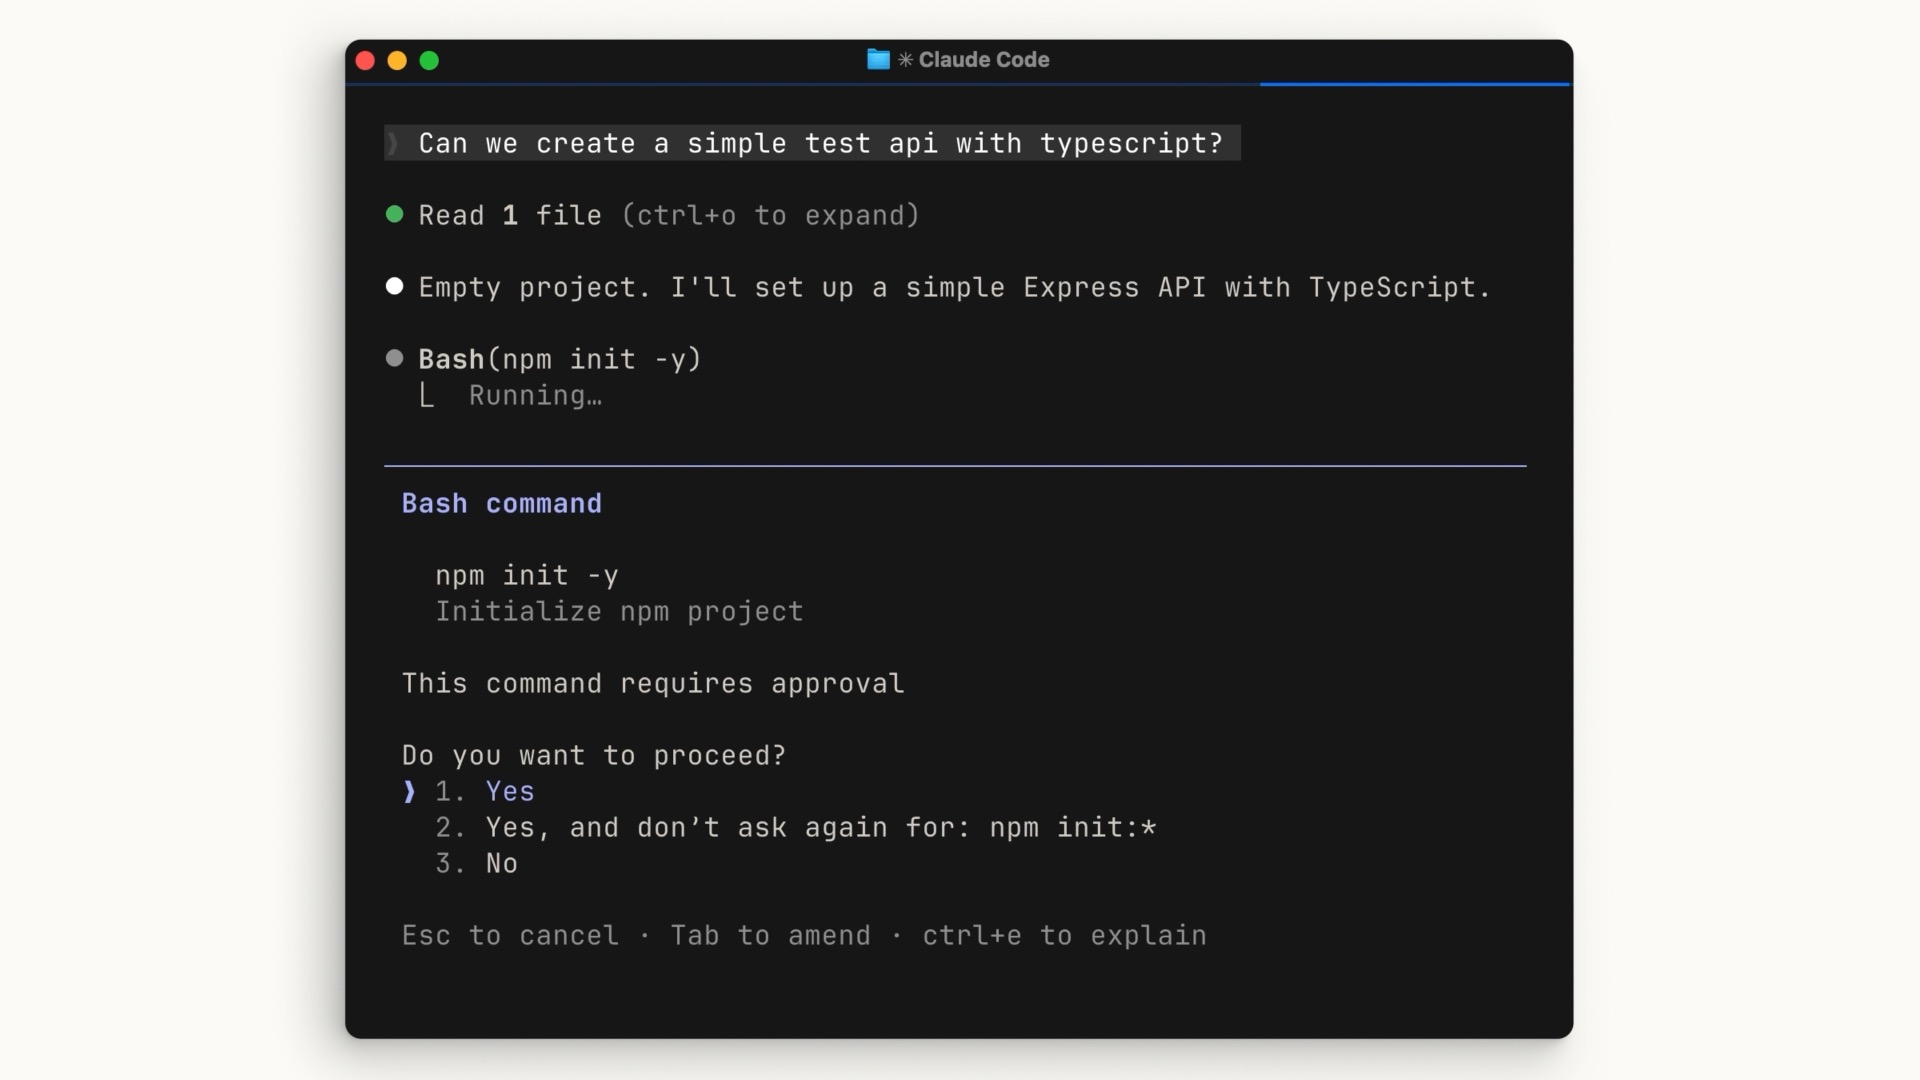 ✳ Claude Code
❯ Can we create a simple test api with typescript?
● Read 1 file (ctrl+o to expand)
● Empty project. I'll set up a simple Express API with TypeScript.
● Bash(npm init -y)
⎿  Running…
Bash command
npm init -y
Initialize npm project
This command requires approval
Do you want to proceed?
❯ 1. Yes
2. Yes, and don’t ask again for: npm init:*
3. No
Esc to cancel · Tab to amend · ctrl+e to explain